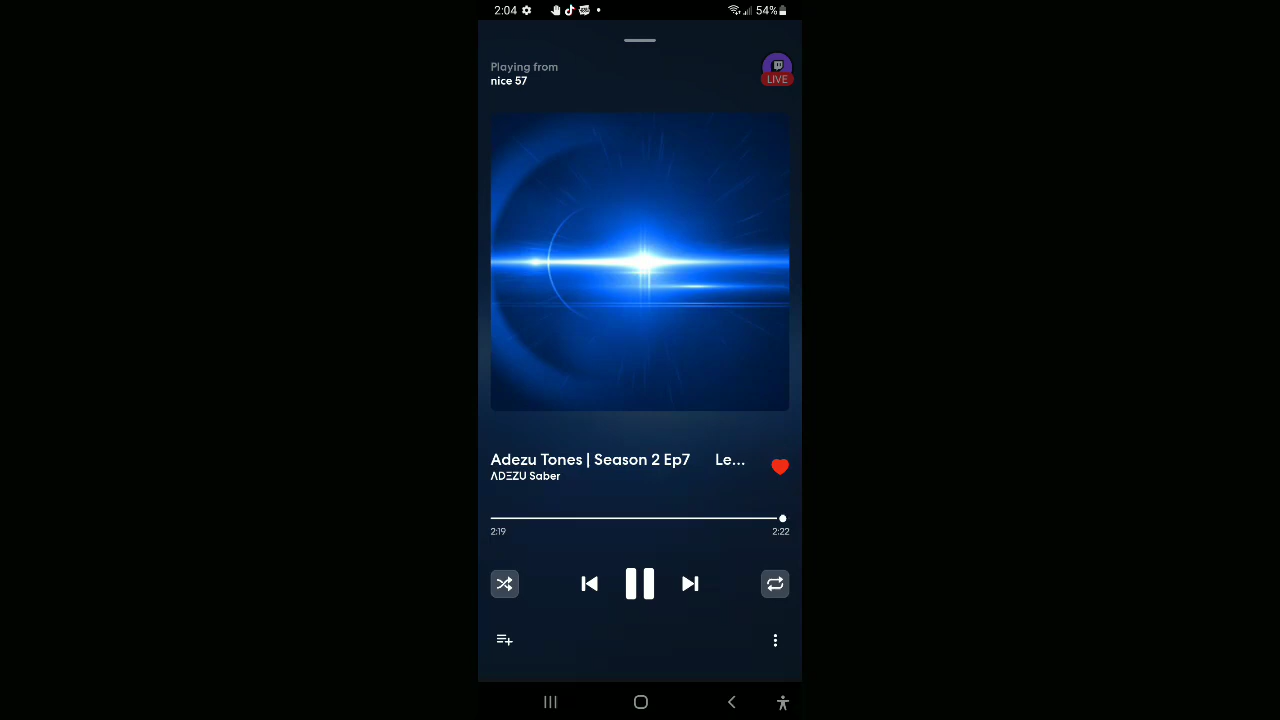 2:04 54%
Playing from
nice 57
LIVE
Adezu Tones | Season 2 Ep7 Le...
ΛDΞZU Saber
2:19 2:22